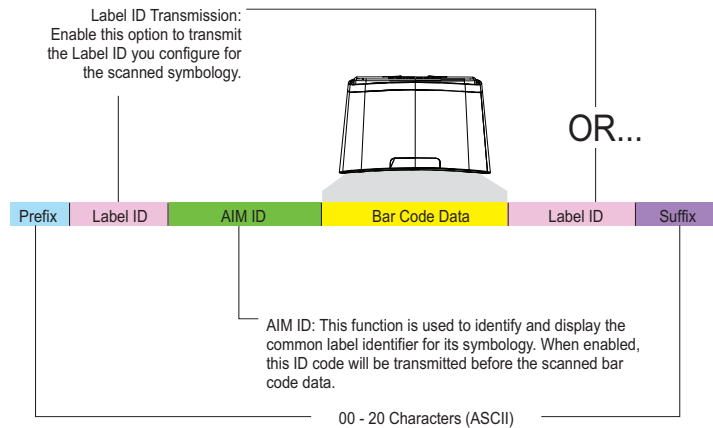 Label ID Transmission:
Enable this option to transmit
the Label ID you configure for
the scanned symbology.
OR...
Prefix Label ID AIM ID Bar Code Data Label ID Suffix
AIM ID: This function is used to identify and display the
common label identifier for its symbology. When enabled,
this ID code will be transmitted before the scanned bar
code data.
00 - 20 Characters (ASCII)